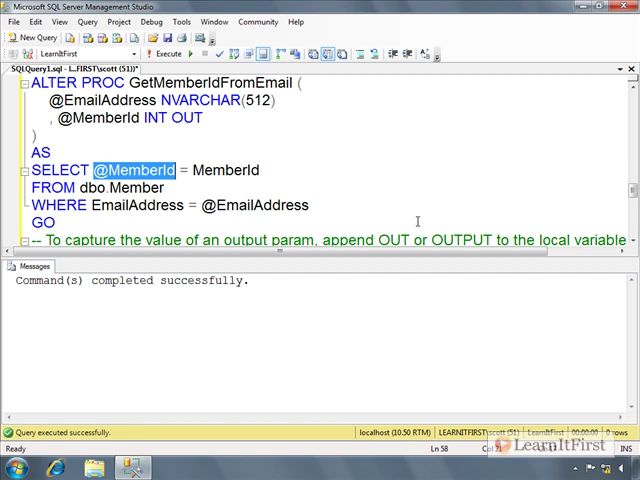 Microsoft SQL Server Management Studio
File Edit View Query Project Debug Tools Window Community Help
New Query
LearnItFirst Execute
SQLQuery1.sql - l...FIRST\scott (51))*
ALTER PROC GetMemberIdFromEmail (
@EmailAddress NVARCHAR(512)
, @MemberId INT OUT
)
AS
SELECT @MemberId = MemberId
FROM dbo.Member
WHERE EmailAddress = @EmailAddress
GO
-- To capture the value of an output param, append OUT or OUTPUT to the local variable
Messages
Command(s) completed successfully.
Query executed successfully. localhost (10.50 RTM) LEARNITFIRST\scott (51) LearnItFirst 00:00:00 0 rows
LearnItFirst
Ready Ln 58 INS